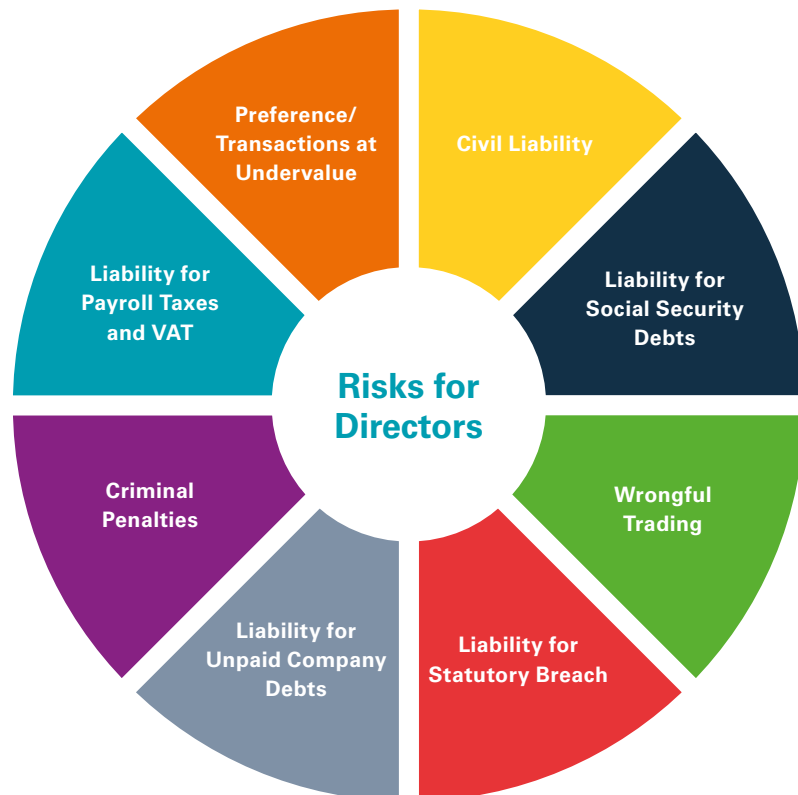 Preference/
Transactions at
Undervalue
Civil Liability
Liability for
Social Security
Debts
Wrongful
Trading
Liability for
Statutory Breach
Liability for
Unpaid Company
Debts
Criminal
Penalties
Liability for
Payroll Taxes
and VAT
Risks for
Directors